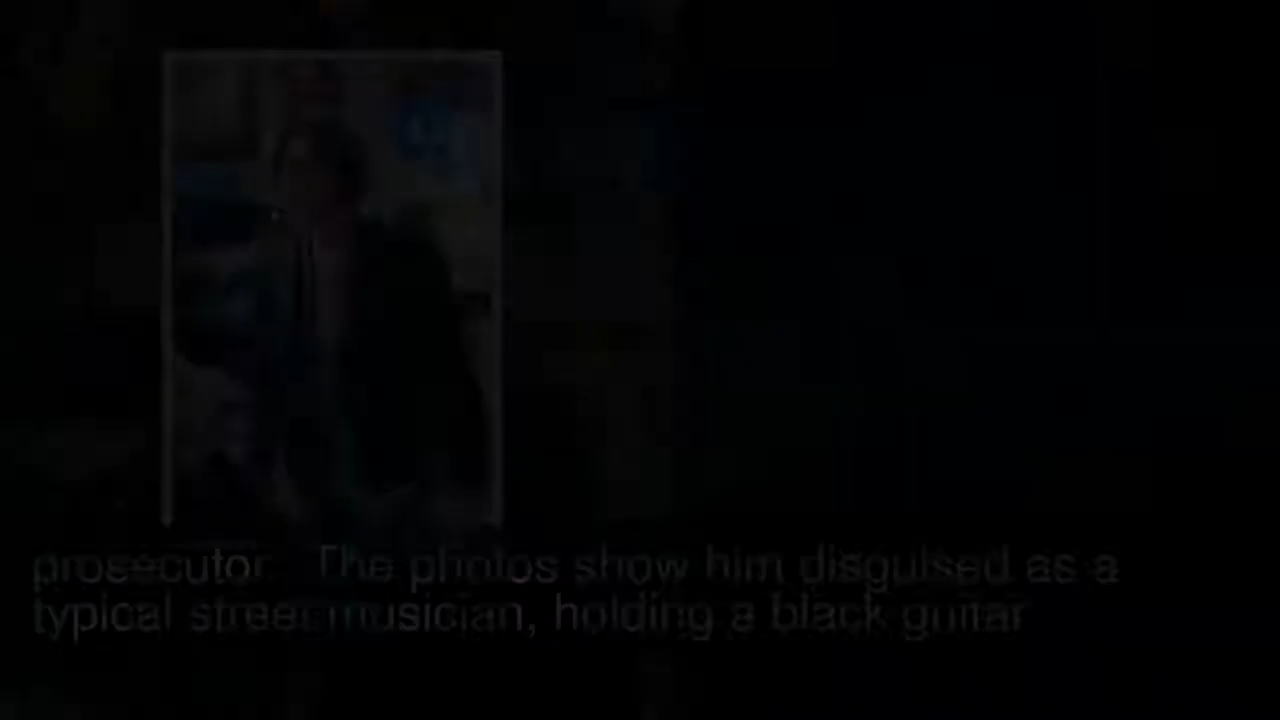 prosecutor. The photos show him disguised as a
typical street musician, holding a black guitar